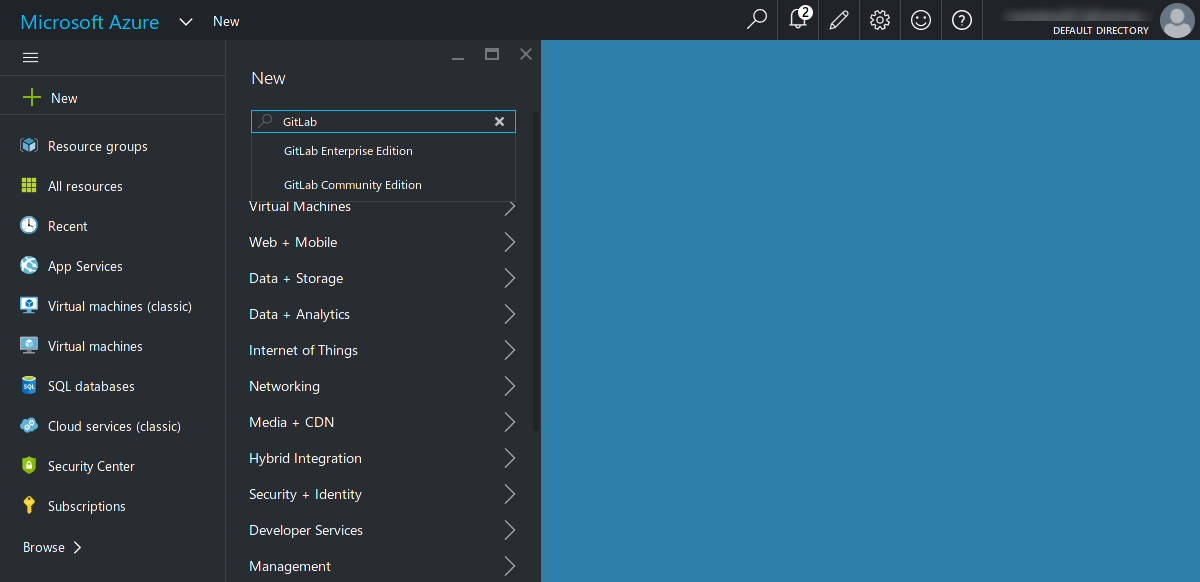 Microsoft Azure New
2
DEFAULT DIRECTORY
New
Resource groups
All resources
Recent
App Services
Virtual machines (classic)
Virtual machines
SQL
SQL databases
Cloud services (classic)
Security Center
Subscriptions
Browse
New
GitLab
GitLab Enterprise Edition
GitLab Community Edition
Virtual Machines
Web + Mobile
Data + Storage
Data + Analytics
Internet of Things
Networking
Media + CDN
Hybrid Integration
Security + Identity
Developer Services
Management